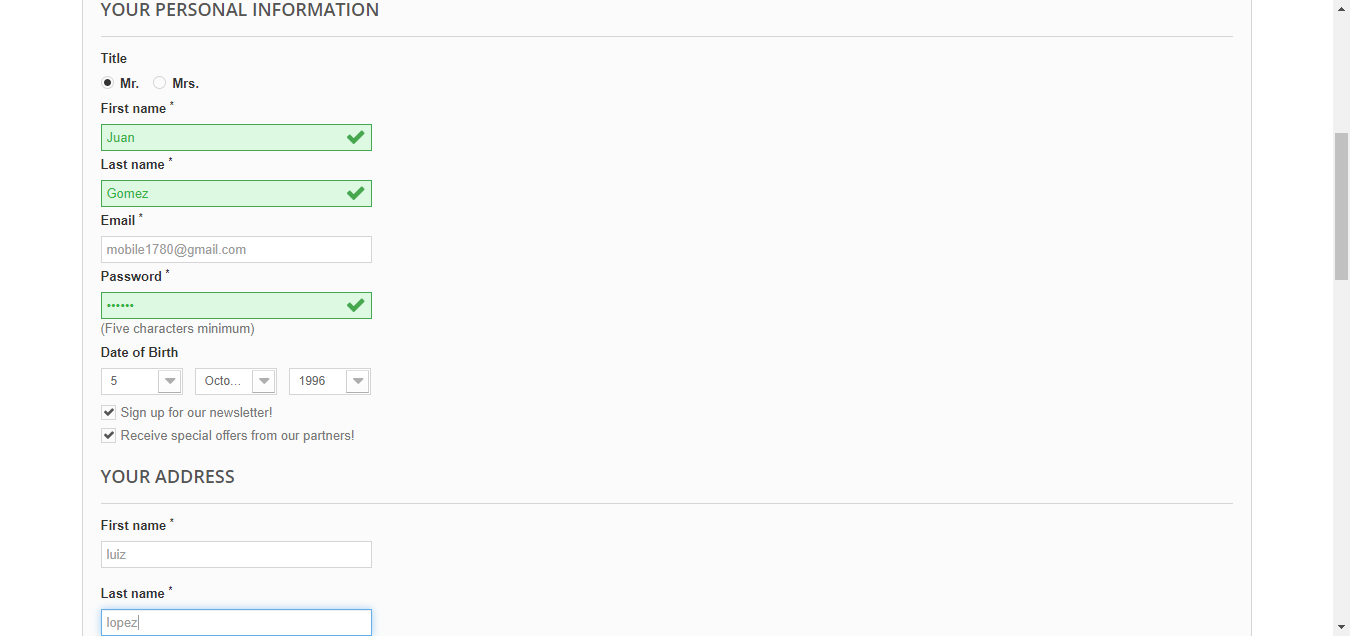 YOUR PERSONAL INFORMATION
Title
Mr. Mrs.
First name *
Juan
Last name *
Gomez
Email *
mobile1780@gmail.com
Password *
••••••
(Five characters minimum)
Date of Birth
5 Octo... 1996
Sign up for our newsletter!
Receive special offers from our partners!
YOUR ADDRESS
First name *
luiz
Last name *
lopez